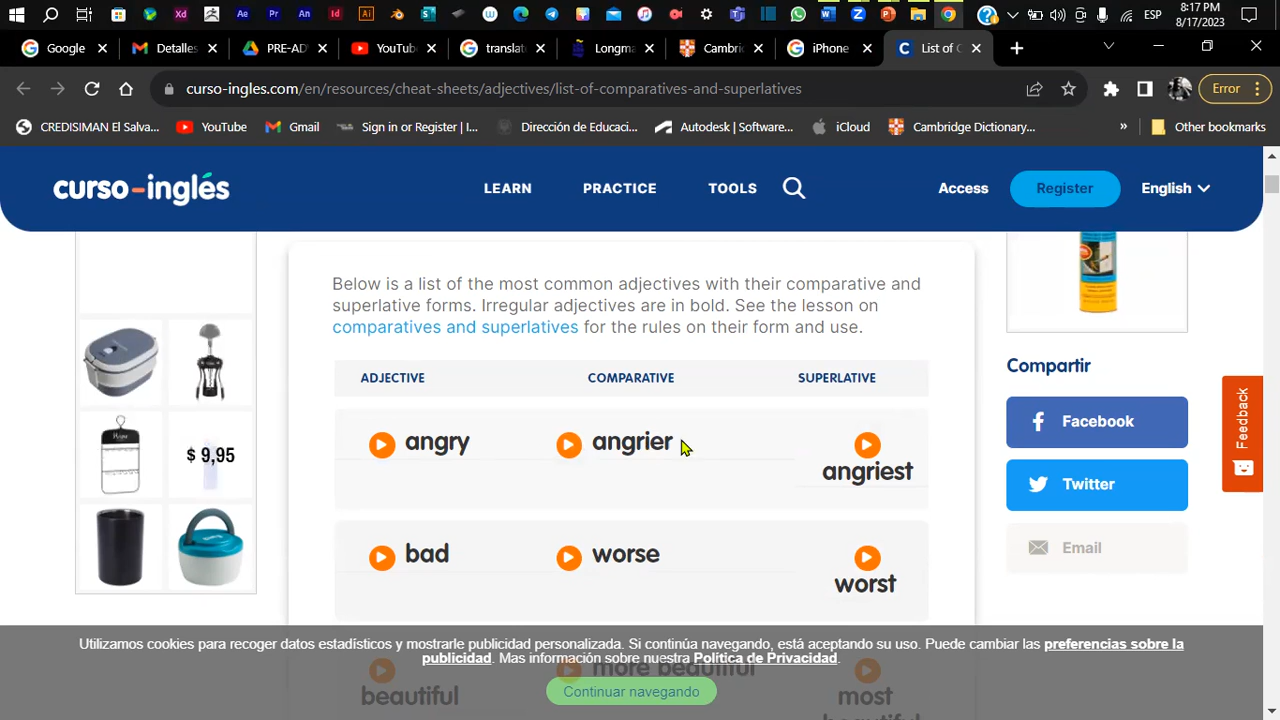 8:17 PM
ESP
8/17/2023
Google
Detalles
PRE-AD
YouTub
translat
Longm
Cambri
iPhone
List of C
curso-ingles.com/en/resources/cheat-sheets/adjectives/list-of-comparatives-and-superlatives
Error
CREDISIMAN El Salva...
YouTube
Gmail
Sign in or Register | I...
Dirección de Educaci...
Autodesk | Software...
iCloud
Cambridge Dictionary...
»
Other bookmarks
curso-inglés
LEARN
PRACTICE
TOOLS
Access
Register
English
Below is a list of the most common adjectives with their comparative and
superlative forms. Irregular adjectives are in bold. See the lesson on
comparatives and superlatives for the rules on their form and use.
ADJECTIVE COMPARATIVE SUPERLATIVE
angry angrier angriest
bad worse worst
beautiful more beautiful most
$ 9,95
Compartir
Facebook
Twitter
Email
Feedback
Utilizamos cookies para recoger datos estadísticos y mostrarle publicidad personalizada. Si continúa navegando, está aceptando su uso. Puede cambiar las preferencias sobre la
publicidad. Mas información sobre nuestra Política de Privacidad.
Continuar navegando